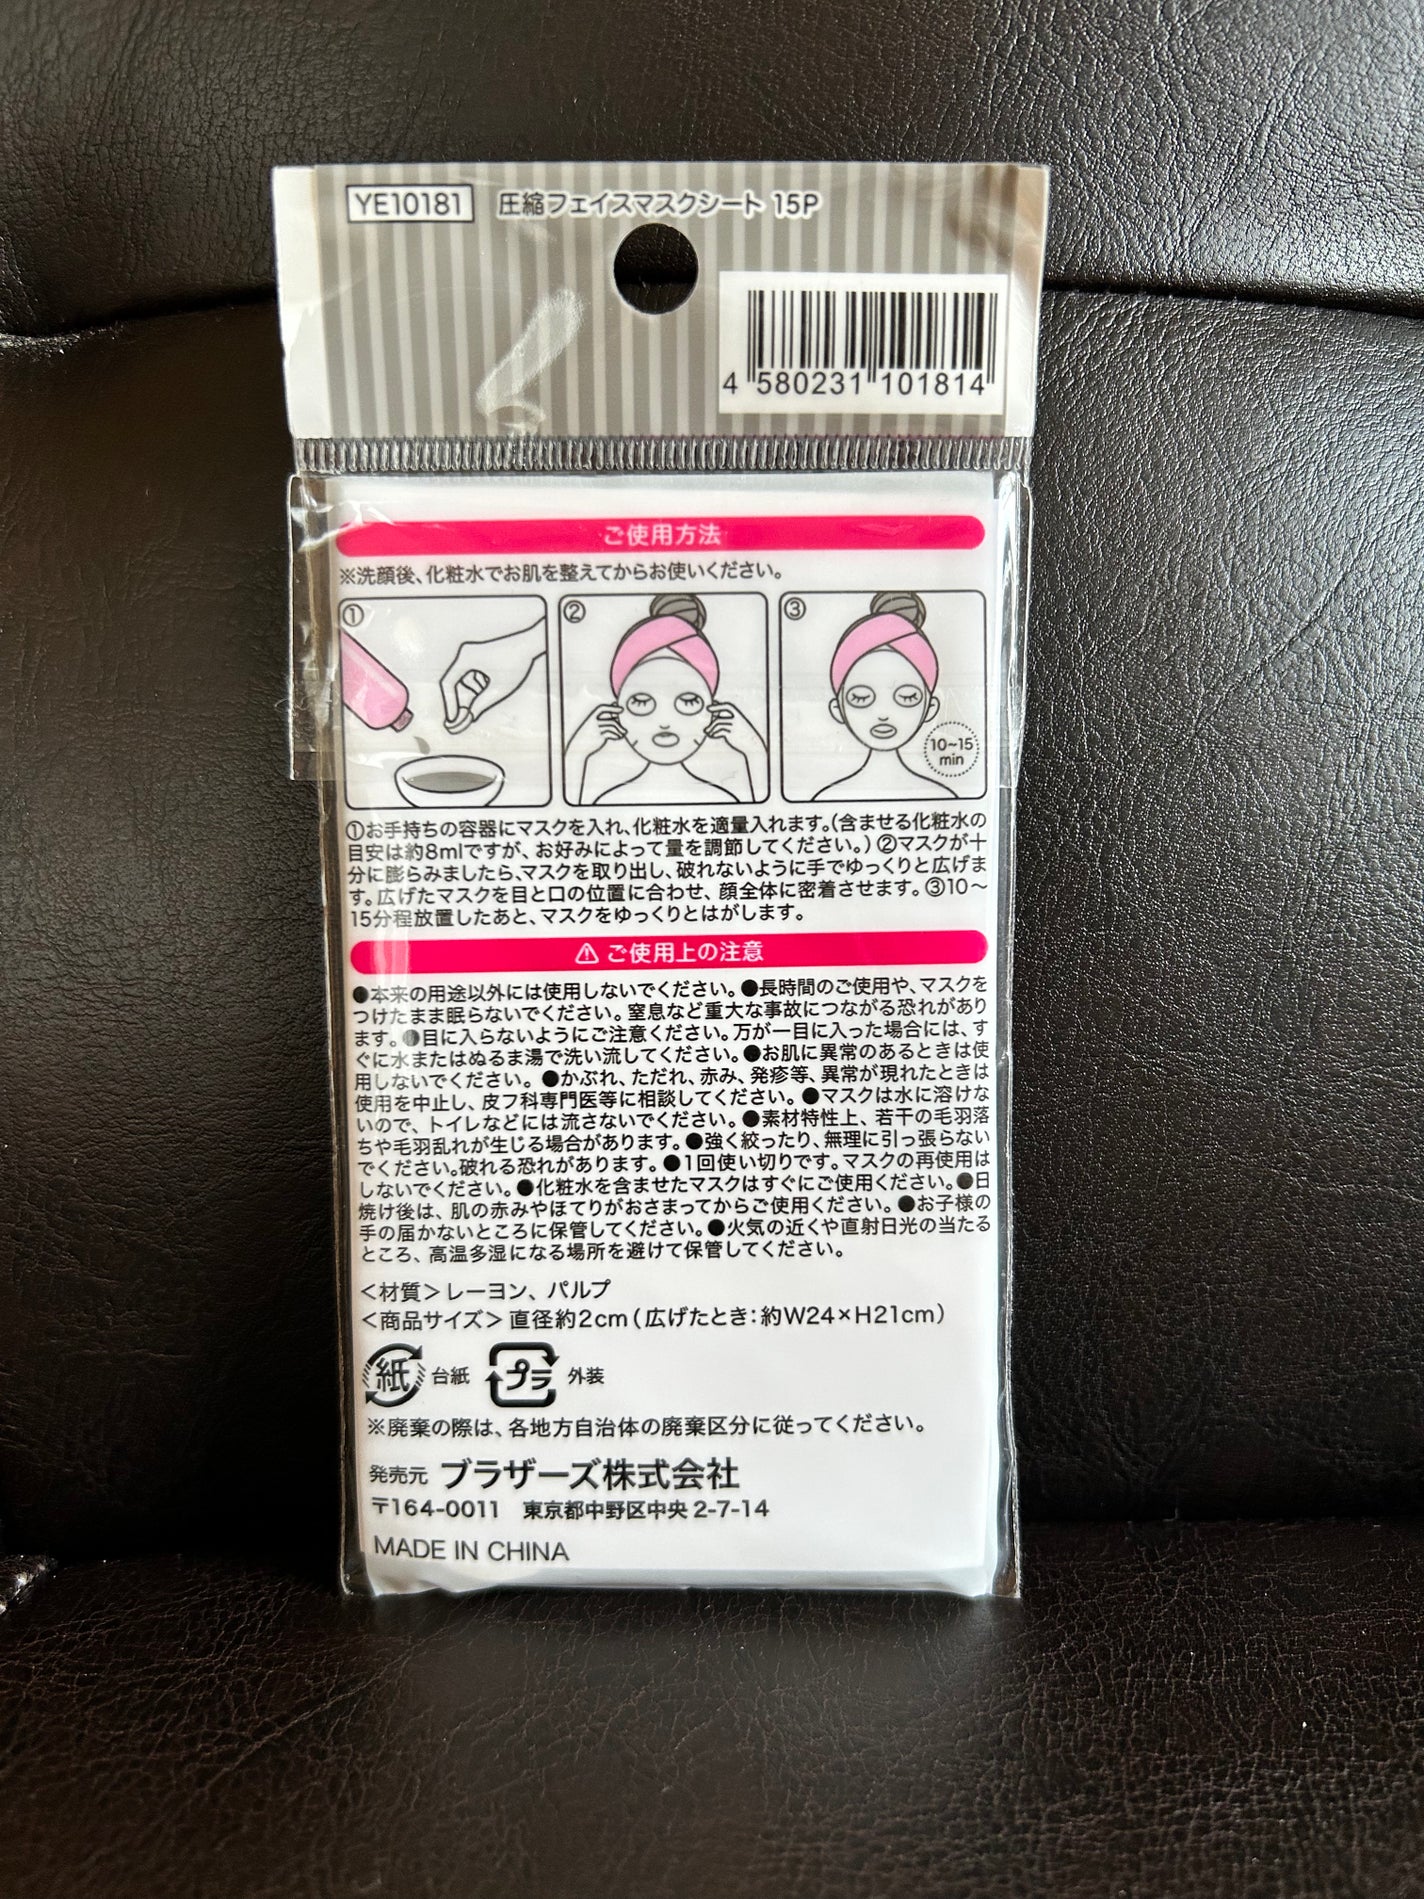 YE10181 圧縮フェイスマスクシート 15P
4 580231 101814
ご使用方法
※洗顔後、化粧水でお肌を整えてからお使いください。
①
②
③
10~15
min
①お手持ちの容器にマスクを入れ、化粧水を適量入れます。(含ませる化粧水の
目安は約8mlですが、お好みによって量を調節してください。)②マスクが十
分に膨らみましたら、マスクを取り出し、破れないように手でゆっくりと広げま
す。広げたマスクを目と口の位置に合わせ、顔全体に密着させます。③10～
15分程放置したあと、マスクをゆっくりとはがします。
⚠ご使用上の注意
●本来の用途以外には使用しないでください。●長時間のご使用や、マスクを
つけたまま眠らないでください。窒息など重大な事故につながる恐れがあり
ます。●目に入らないようにご注意ください。万が一目に入った場合には、す
ぐに水またはぬるま湯で洗い流してください。●お肌に異常のあるときは使
用しないでください。●かぶれ、ただれ、赤み、発疹等、異常が現れたときは
使用を中止し、皮フ科専門医等に相談してください。●マスクは水に溶けな
いので、トイレなどには流さないでください。●素材特性上、若干の毛羽落
ちや毛羽乱れが生じる場合があります。●強く絞ったり、無理に引っ張らない
でください。破れる恐れがあります。●1回使い切りです。マスクの再使用は
しないでください。●化粧水を含ませたマスクはすぐにご使用ください。●日
焼け後は、肌の赤みやほてりがおさまってからご使用ください。●お子様の
手の届かないところに保管してください。●火気の近くや直射日光の当たる
ところ、高温多湿になる場所を避けて保管してください。
＜材質＞レーヨン、パルプ
＜商品サイズ＞直径約2cm(広げたとき:約W24×H21cm)
紙 台紙 プラ 外装
※廃棄の際は、各地方自治体の廃棄区分に従ってください。
発売元 ブラザーズ株式会社
〒164-0011 東京都中野区中央2-7-14
MADE IN CHINA